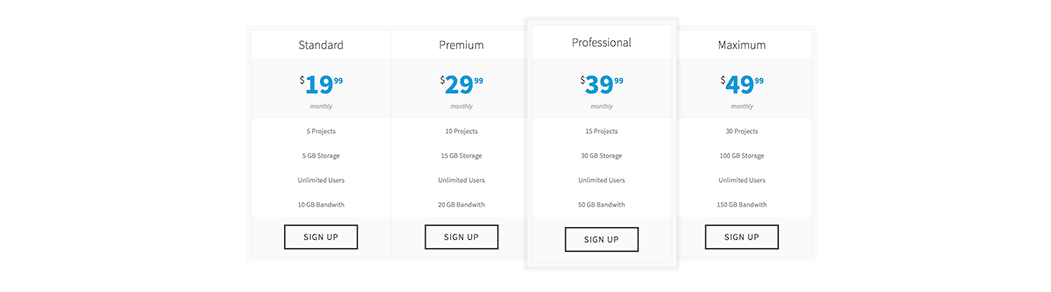 Standard
$19 99
monthly
5 Projects
5 GB Storage
Unlimited Users
10 GB Bandwith
SIGN UP
Premium
$29 99
monthly
10 Projects
15 GB Storage
Unlimited Users
20 GB Bandwith
SIGN UP
Professional
$39 99
monthly
15 Projects
30 GB Storage
Unlimited Users
50 GB Bandwith
SIGN UP
Maximum
$49 99
monthly
30 Projects
100 GB Storage
Unlimited Users
150 GB Bandwith
SIGN UP